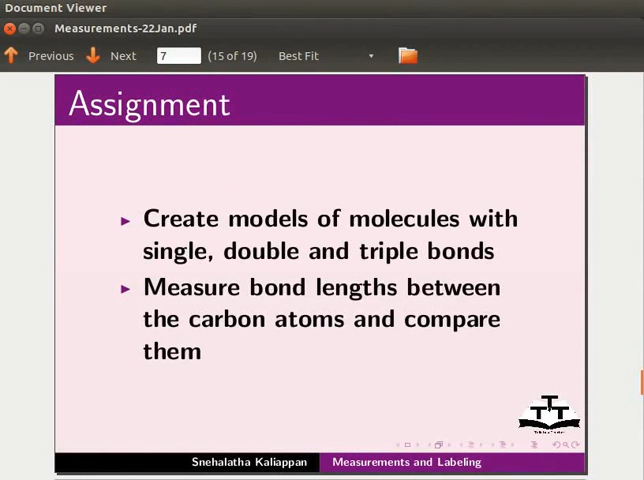 Document Viewer
Measurements-22Jan.pdf
Previous Next 7 (15 of 19) Best Fit
Assignment
Create models of molecules with
single, double and triple bonds
Measure bond lengths between
the carbon atoms and compare
them
Snehalatha Kaliappan Measurements and Labeling